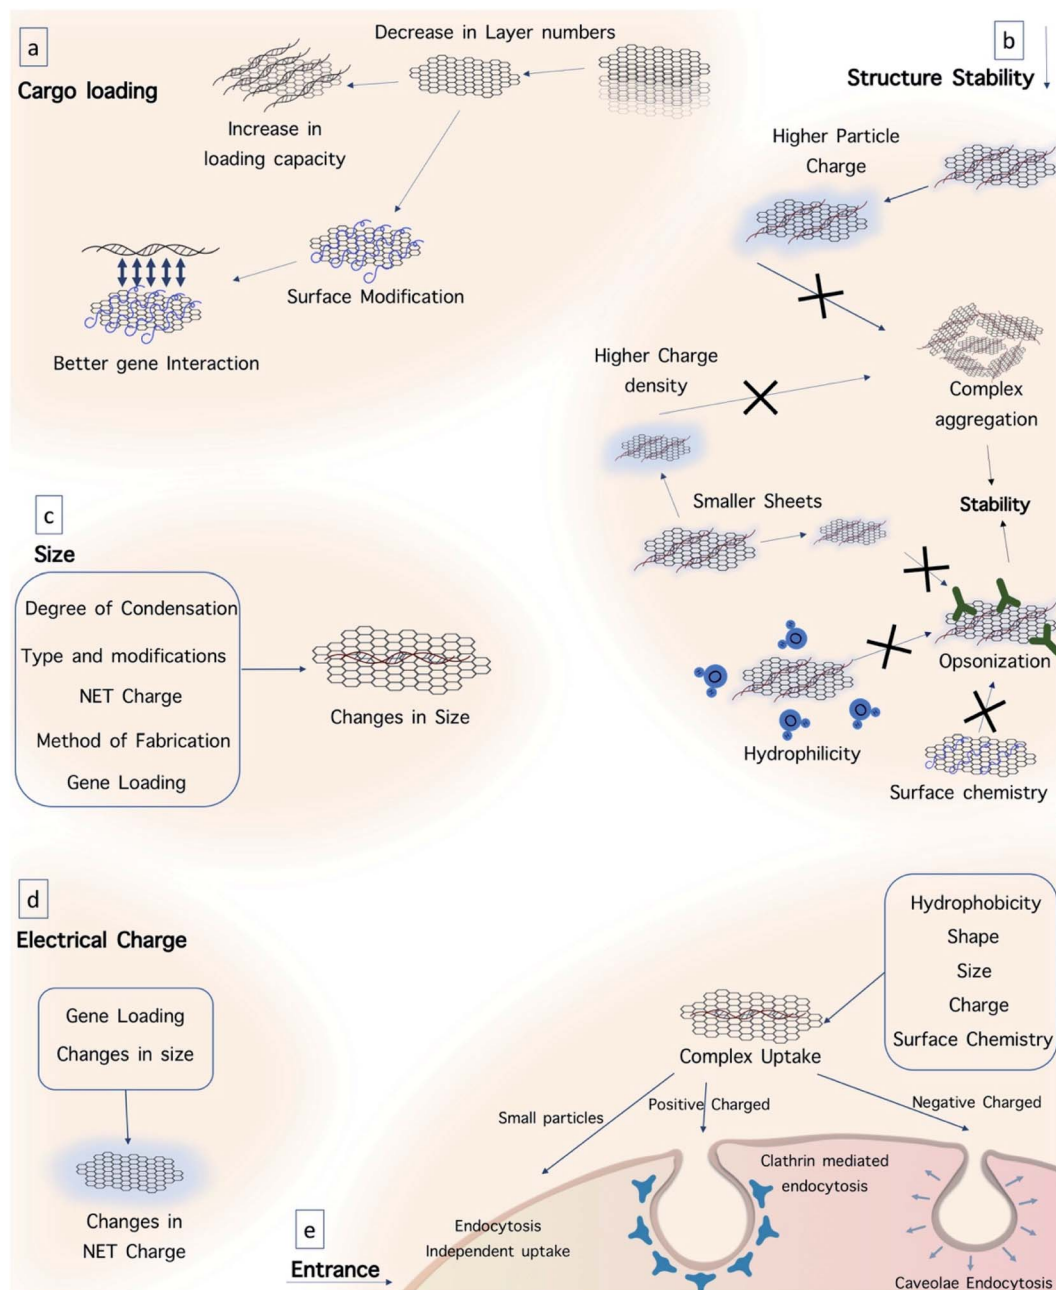 a
Cargo loading
Decrease in Layer numbers
Increase in
loading capacity
Surface Modification
Better gene Interaction
b
Structure Stability
Higher Particle
Charge
Higher Charge
density
Complex
aggregation
Smaller Sheets
Stability
Opsonization
Hydrophilicity
Surface chemistry
c
Size
Degree of Condensation
Type and modifications
NET Charge
Method of Fabrication
Gene Loading
Changes in Size
d
Electrical Charge
Gene Loading
Changes in size
Changes in
NET Charge
Hydrophobicity
Shape
Size
Charge
Surface Chemistry
Complex Uptake
Small particles
Positive Charged
Negative Charged
Clathrin mediated
endocytosis
Endocytosis
Independent uptake
Caveolae Endocytosis
e
Entrance